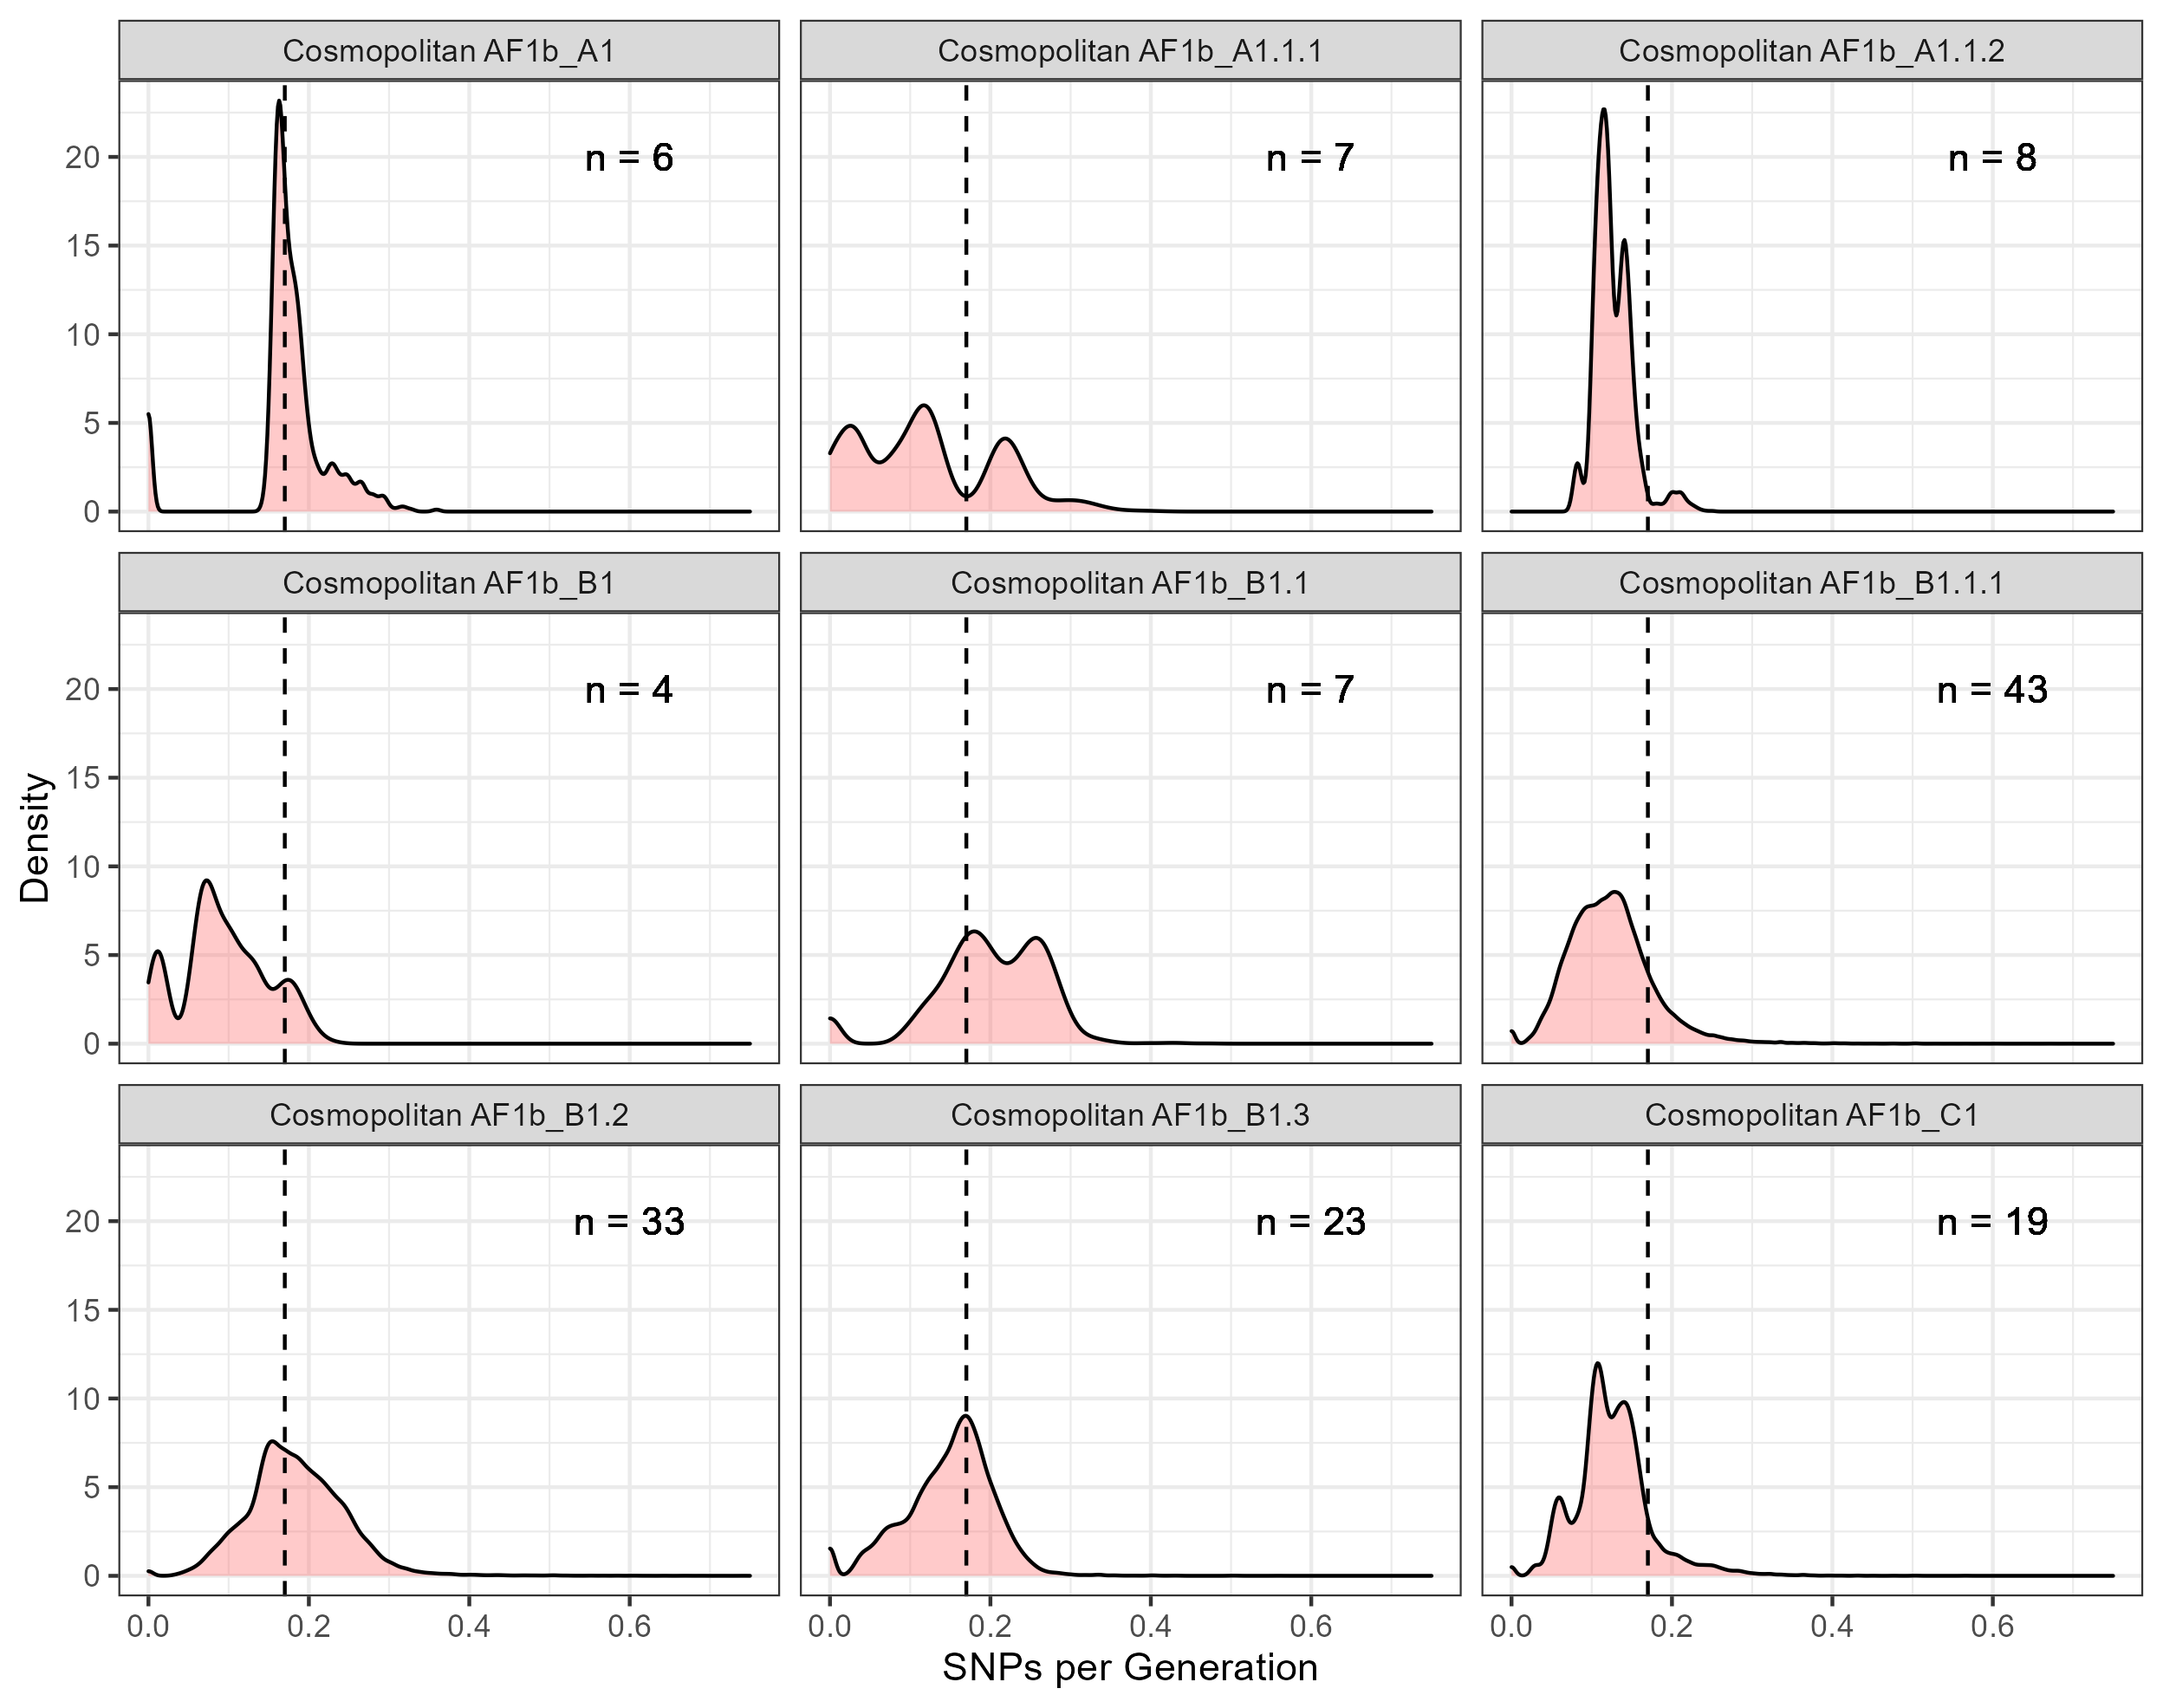 Cosmopolitan AF1b_A1
Cosmopolitan AF1b_A1.1.1
Cosmopolitan AF1b_A1.1.2
n = 6
n = 7
n = 8
20
15
10
5
0
Cosmopolitan AF1b_B1
Cosmopolitan AF1b_B1.1
Cosmopolitan AF1b_B1.1.1
n = 4
n = 7
n = 43
20
15
10
5
0
Density
Cosmopolitan AF1b_B1.2
Cosmopolitan AF1b_B1.3
Cosmopolitan AF1b_C1
n = 33
n = 23
n = 19
20
15
10
5
0
0.0 0.2 0.4 0.6
0.0 0.2 0.4 0.6
0.0 0.2 0.4 0.6
SNPs per Generation